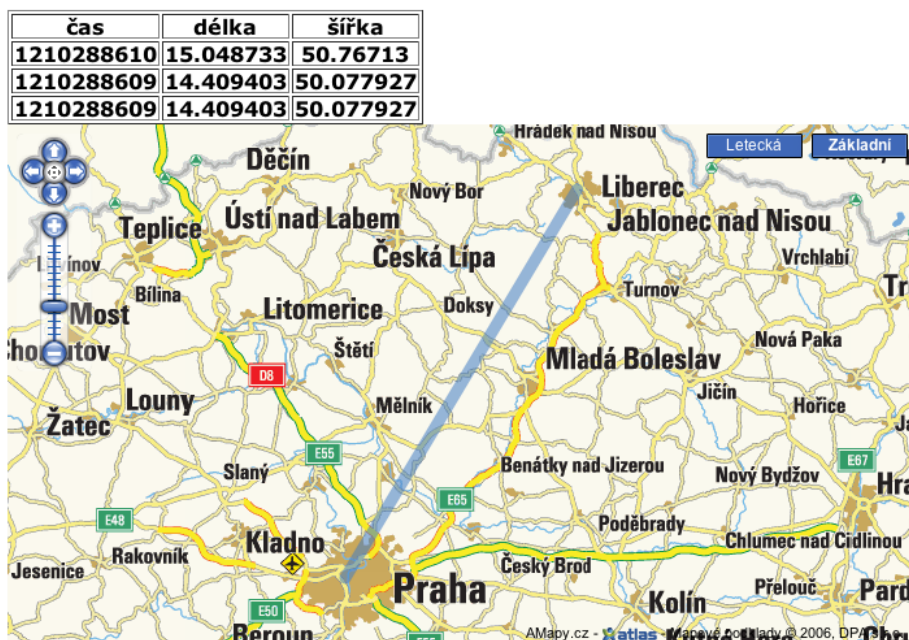 čas délka šířka
1210288610 15.048733 50.76713
1210288609 14.409403 50.077927
1210288609 14.409403 50.077927
Hrádek nad Nisou
Letecká Základní
Děčín
Nový Bor
Liberec
Teplice
Ústí nad Labem
Jablonec nad Nisou
Česká Lípa
Vrchlabí
Bílina
Doksy
Turnov
Most
Litomerice
Nová Paka
Štětí
Mladá Boleslav
D8
Jičín
Louny
Mělník
Hořice
Žatec
E55
Slaný
Benátky nad Jizerou
Nový Bydžov
E67
E65
E48
Poděbrady
Kladno
Chlumec nad Cidlinou
Rakovník
Jesenice
Český Brod
Praha
Přelouč
Kolín
E50
Beroun
AMapy.cz - atlas Mapové podklady © 2006,